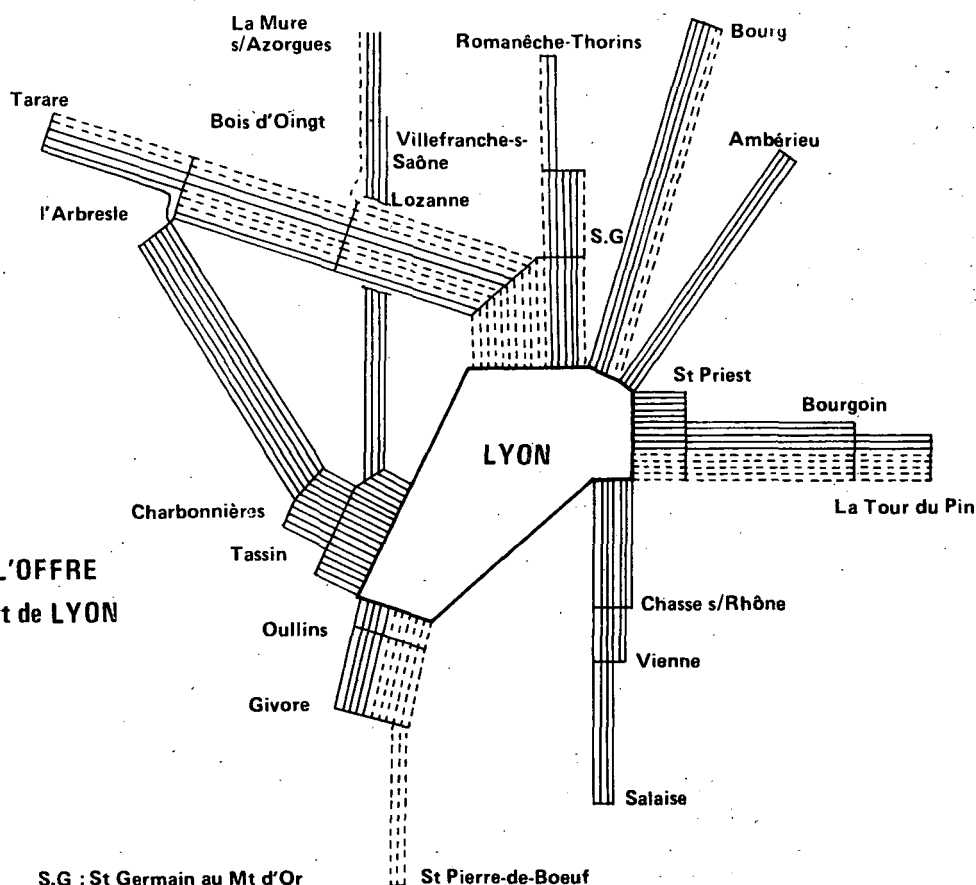 La Mure
s/Azorgues
Romanêche-Thorins
Bourg
Tarare
Bois d'Oingt
Villefranche-s-
Saône
Ambérieu
Lozanne
l'Arbresle
S.G
St Priest
Bourgoin
LYON
Charbonnières
La Tour du Pin
Tassin
L'OFFRE
t de LYON
Oullins
Chasse s/Rhône
Vienne
Givore
Salaise
S.G : St Germain au Mt d'Or
St Pierre-de-Boeuf